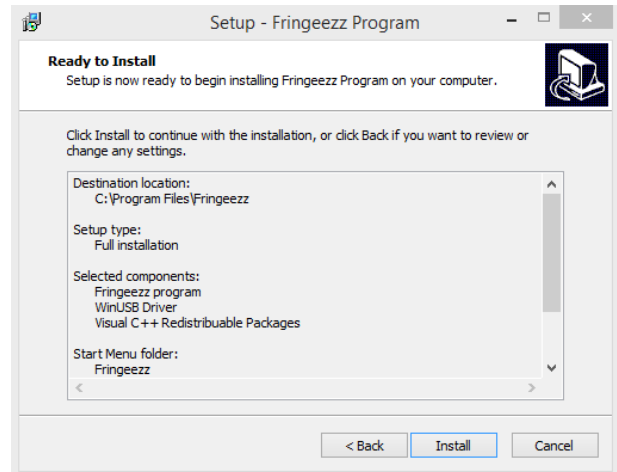 Setup - Fringeezz Program
Ready to Install
Setup is now ready to begin installing Fringeezz Program on your computer.
Click Install to continue with the installation, or click Back if you want to review or
change any settings.
Destination location:
C:\Program Files\Fringeezz
Setup type:
Full installation
Selected components:
Fringeezz program
WinUSB Driver
Visual C++ Redistribuable Packages
Start Menu folder:
Fringeezz
< Back
Install
Cancel